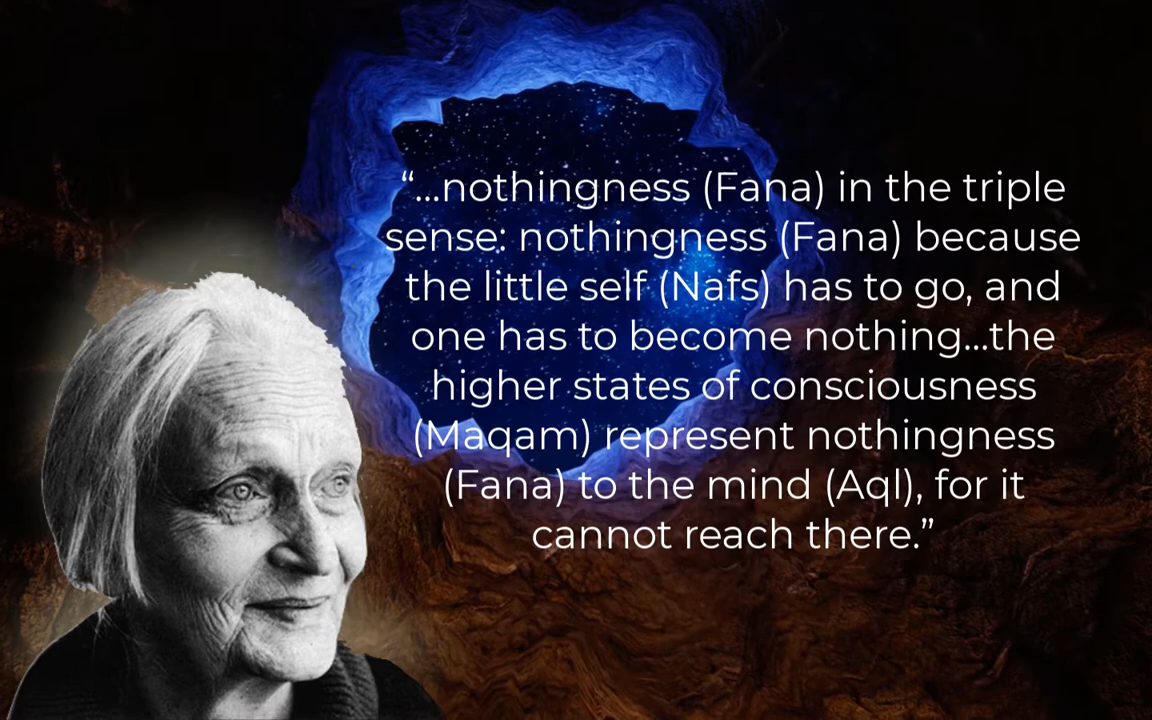 “...nothingness (Fana) in the triple
sense: nothingness (Fana) because
the little self (Nafs) has to go, and
one has to become nothing...the
higher states of consciousness
(Maqam) represent nothingness
(Fana) to the mind (Aql), for it
cannot reach there.”